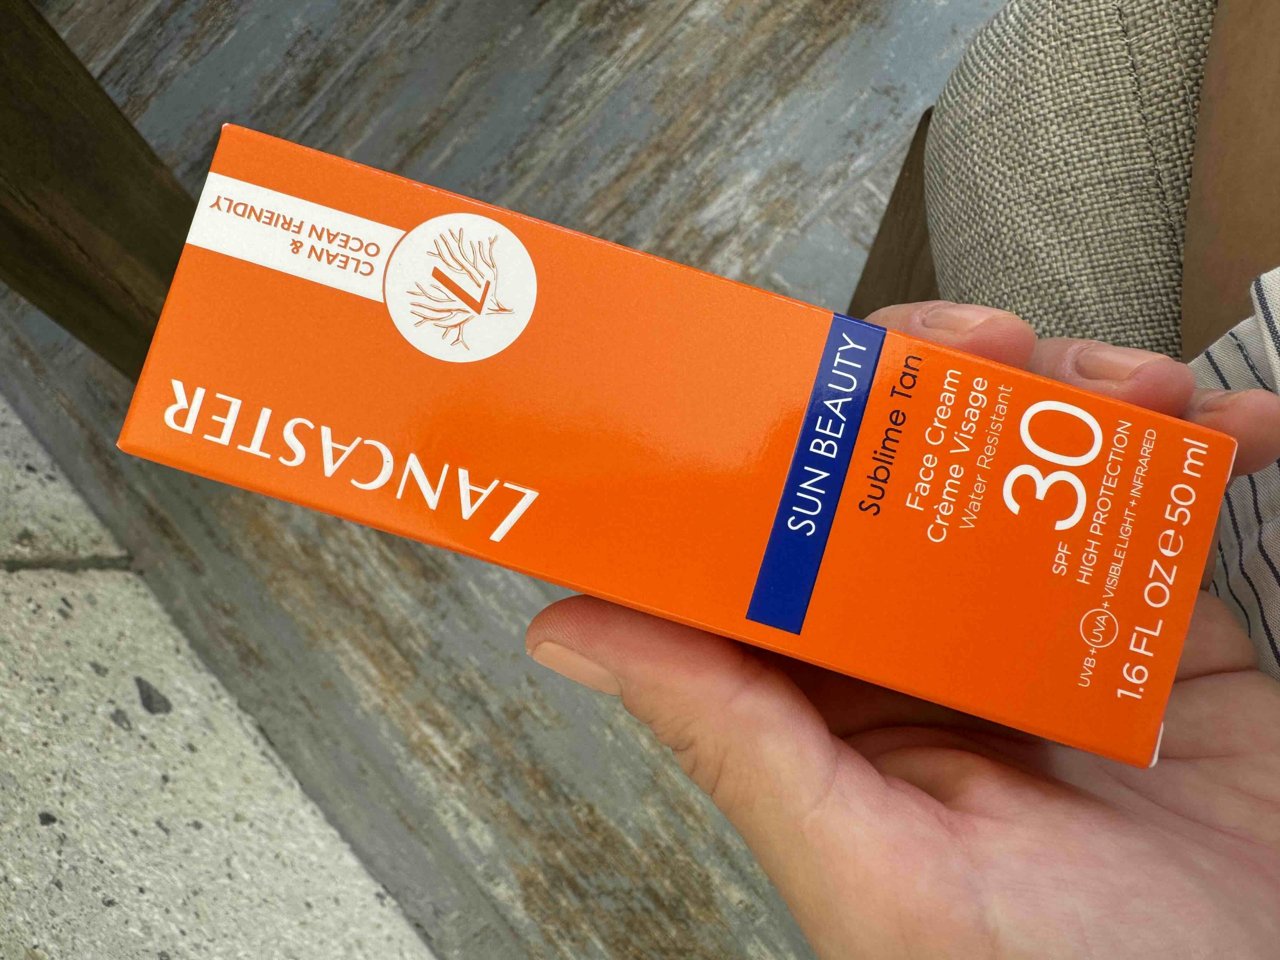 CLEAN &
OCEAN FRIENDLY
L
LANCASTER
SUN BEAUTY
Sublime Tan
Face Cream
Crème Visage
Water Resistant
SPF 30
HIGH PROTECTION
UVB+UVA+VISIBLE LIGHT+INFRARED
1.6 FL OZ e 50 ml